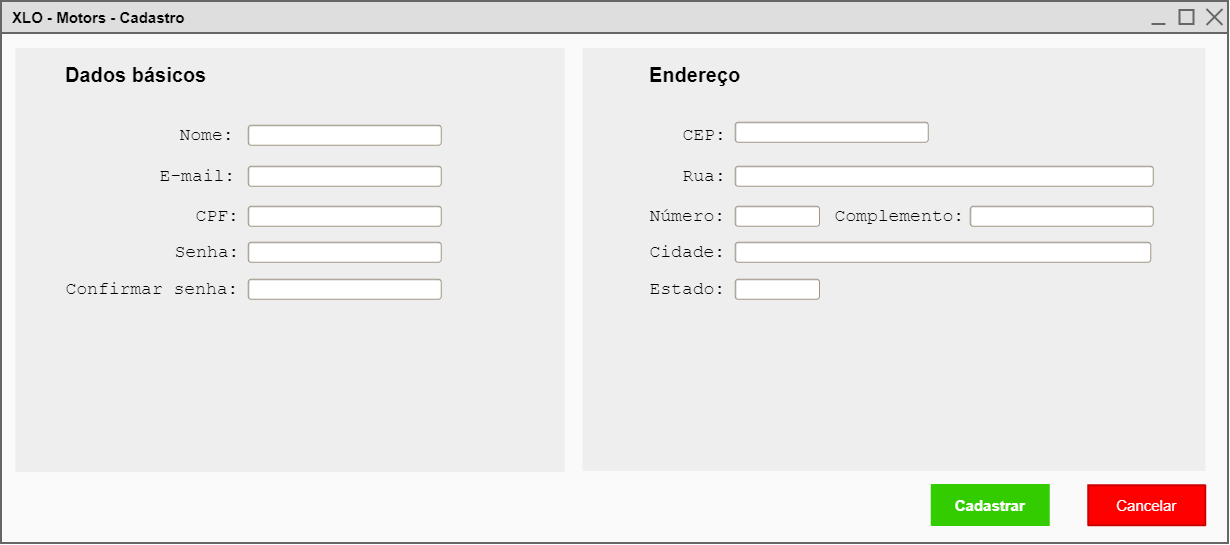 XLO - Motors - Cadastro
Dados básicos
Nome:
E-mail:
CPF:
Senha:
Confirmar senha:
Endereço
CEP:
Rua:
Número: Complemento:
Cidade:
Estado:
Cadastrar Cancelar